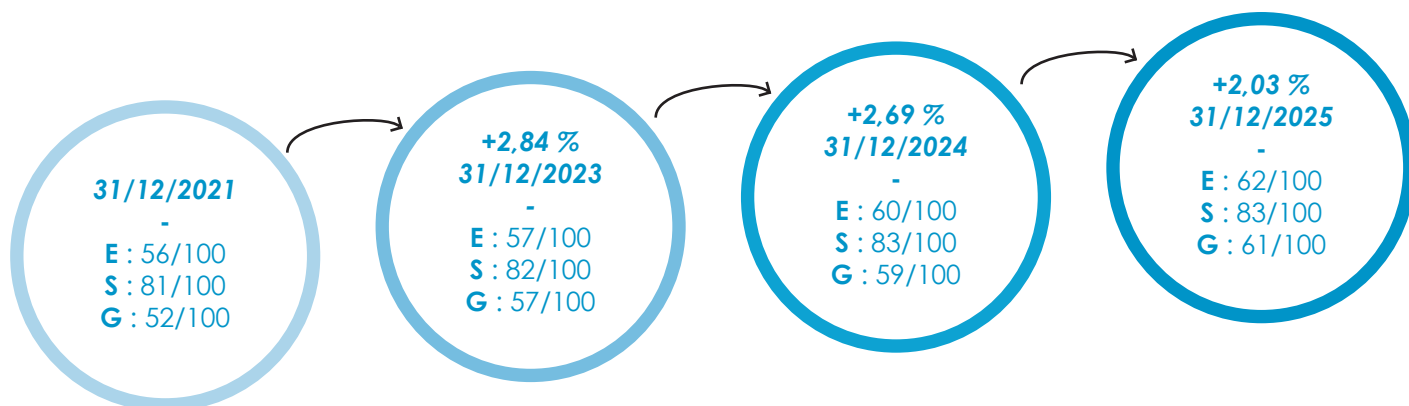 31/12/2021
-
E : 56/100
S : 81/100
G : 52/100
+2,84 %
31/12/2023
-
E : 57/100
S : 82/100
G : 57/100
+2,69 %
31/12/2024
-
E : 60/100
S : 83/100
G : 59/100
+2,03 %
31/12/2025
-
E : 62/100
S : 83/100
G : 61/100